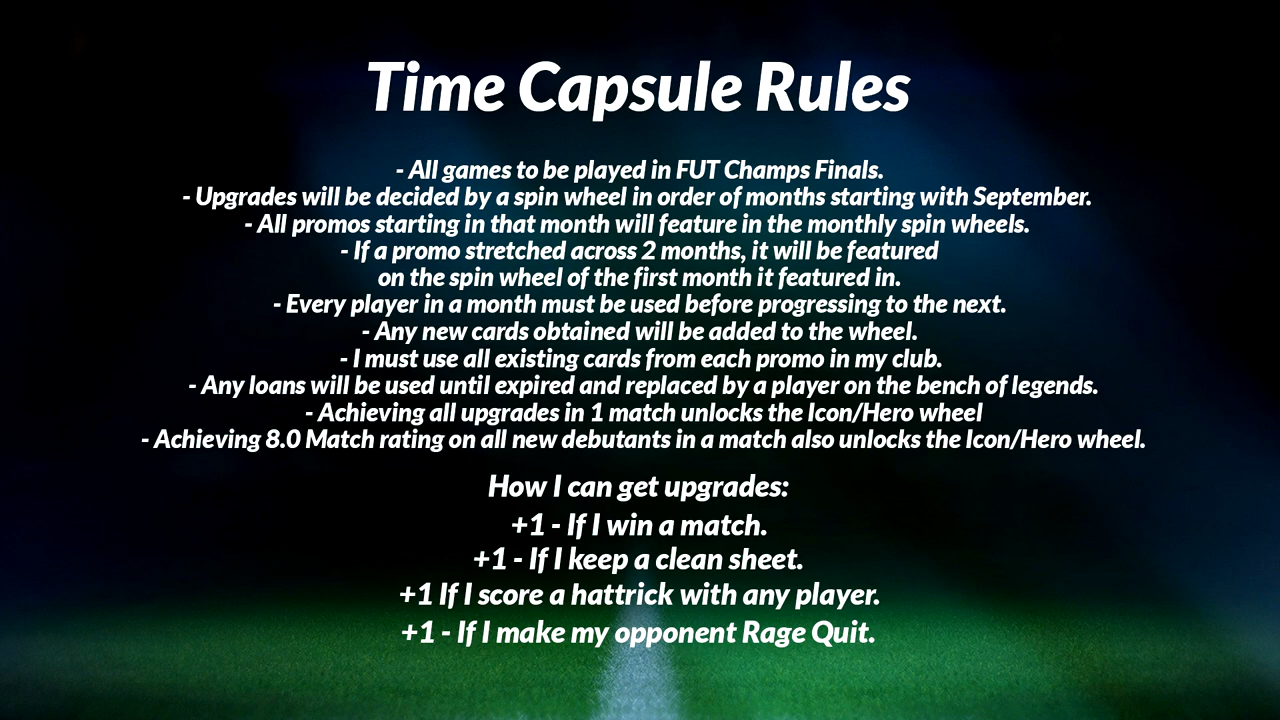 Time Capsule Rules
- All games to be played in FUT Champs Finals.
- Upgrades will be decided by a spin wheel in order of months starting with September.
- All promos starting in that month will feature in the monthly spin wheels.
- If a promo stretched across 2 months, it will be featured
on the spin wheel of the first month it featured in.
- Every player in a month must be used before progressing to the next.
- Any new cards obtained will be added to the wheel.
- I must use all existing cards from each promo in my club.
- Any loans will be used until expired and replaced by a player on the bench of legends.
- Achieving all upgrades in 1 match unlocks the Icon/Hero wheel
- Achieving 8.0 Match rating on all new debutants in a match also unlocks the Icon/Hero wheel.
How I can get upgrades:
+1 - If I win a match.
+1 - If I keep a clean sheet.
+1 If I score a hattrick with any player.
+1 - If I make my opponent Rage Quit.